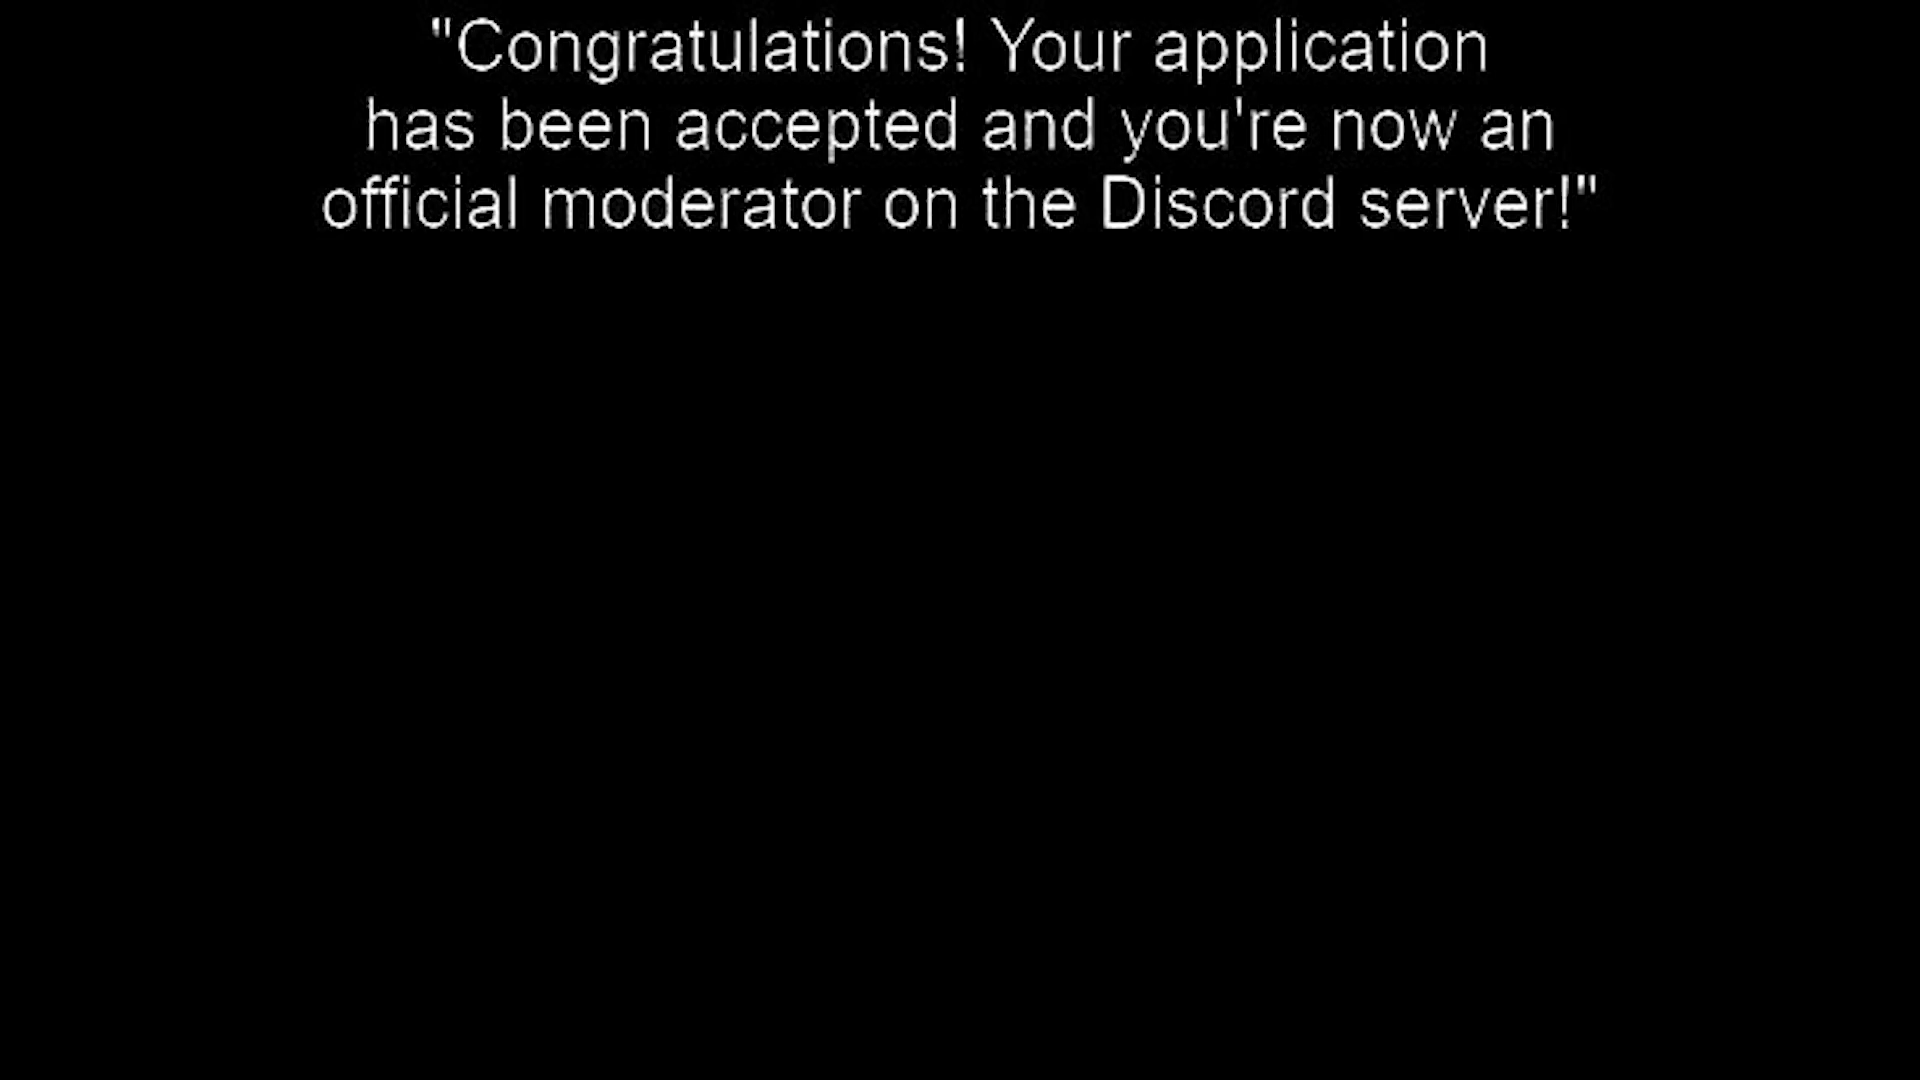 "Congratulations! Your application
has been accepted and you're now an
official moderator on the Discord server!"